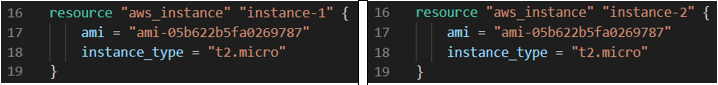 16 resource "aws_instance" "instance-1" {
17 ami = "ami-05b622b5fa0269787"
18 instance_type = "t2.micro"
19 }
16 resource "aws_instance" "instance-2" {
17 ami = "ami-05b622b5fa0269787"
18 instance_type = "t2.micro"
19 }